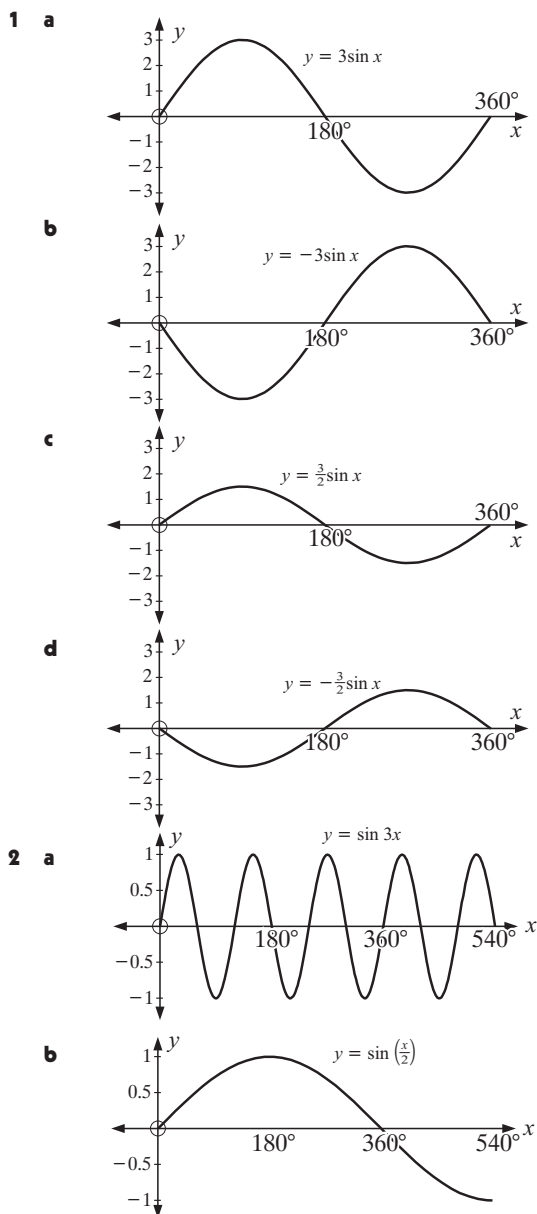 1 a
y
3
2
1
−1
−2
−3
y = 3sin x
180°
360°
x
b
y
3
2
1
−1
−2
−3
y = −3sin x
180°
360°
x
c
y
3
2
1
−1
−2
−3
y = 3/2 sin x
180°
360°
x
d
y
3
2
1
−1
−2
−3
y = −3/2 sin x
180°
360°
x
2 a
y
1
0.5
−0.5
−1
y = sin 3x
180°
360°
540°
x
b
y
1
0.5
−0.5
−1
y = sin (x/2)
180°
360°
540°
x